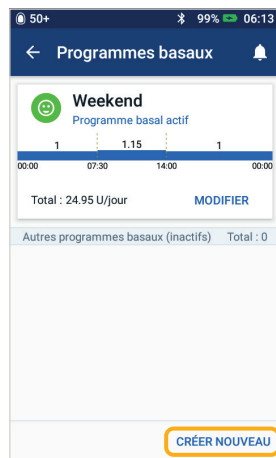 50+ 99% 06:13
Programmes basaux
Weekend
Programme basal actif
1 1.15 1
00:00 07:30 14:00 00:00
Total : 24.95 U/jour MODIFIER
Autres programmes basaux (inactifs) Total : 0
CRÉER NOUVEAU